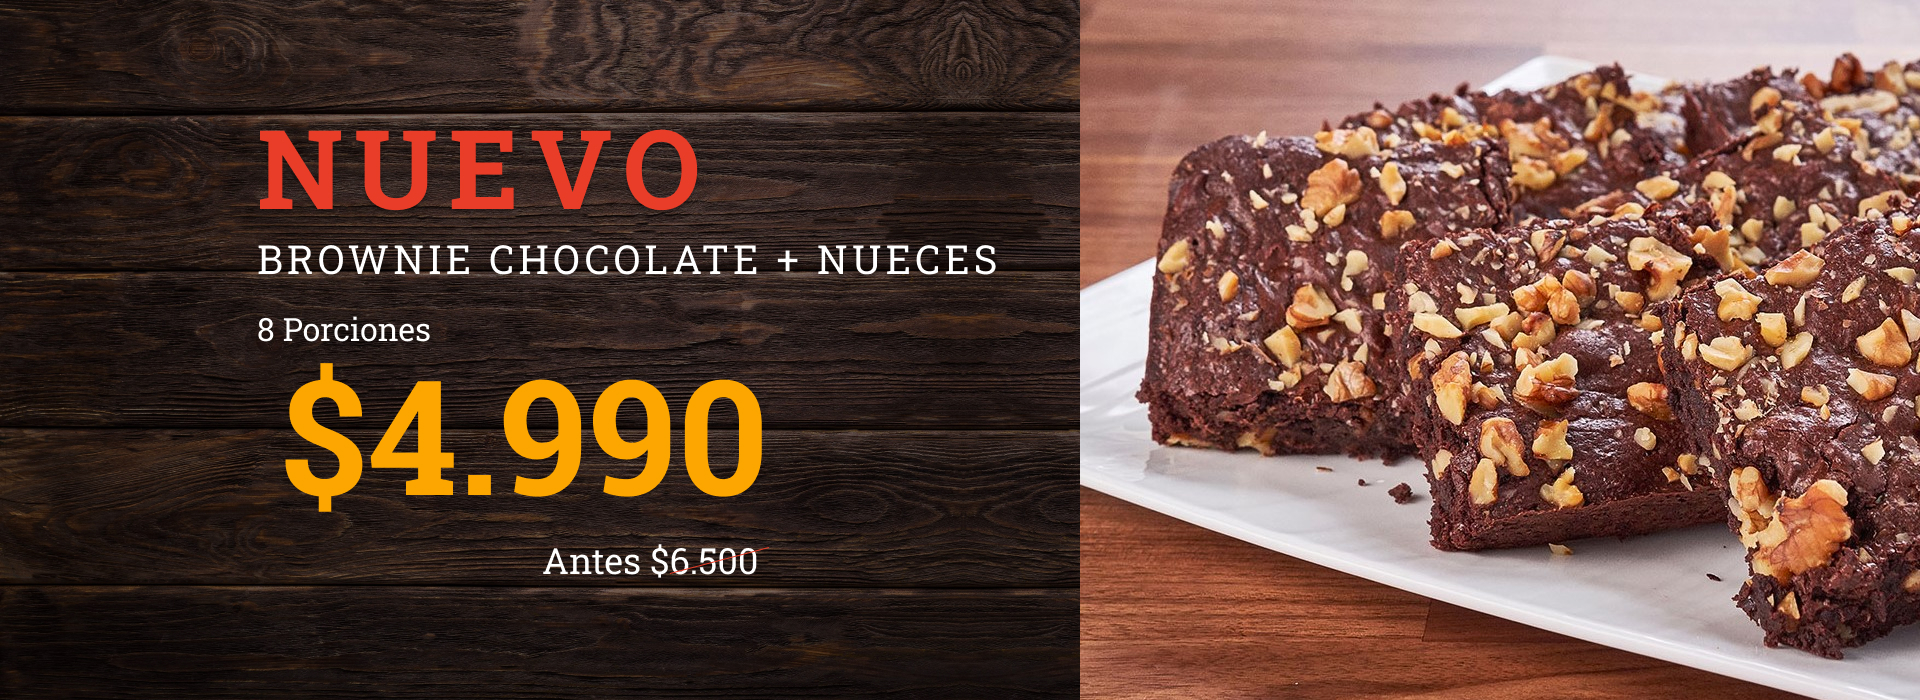 NUEVO
BROWNIE CHOCOLATE + NUECES
8 Porciones
$4.990
Antes $6.500